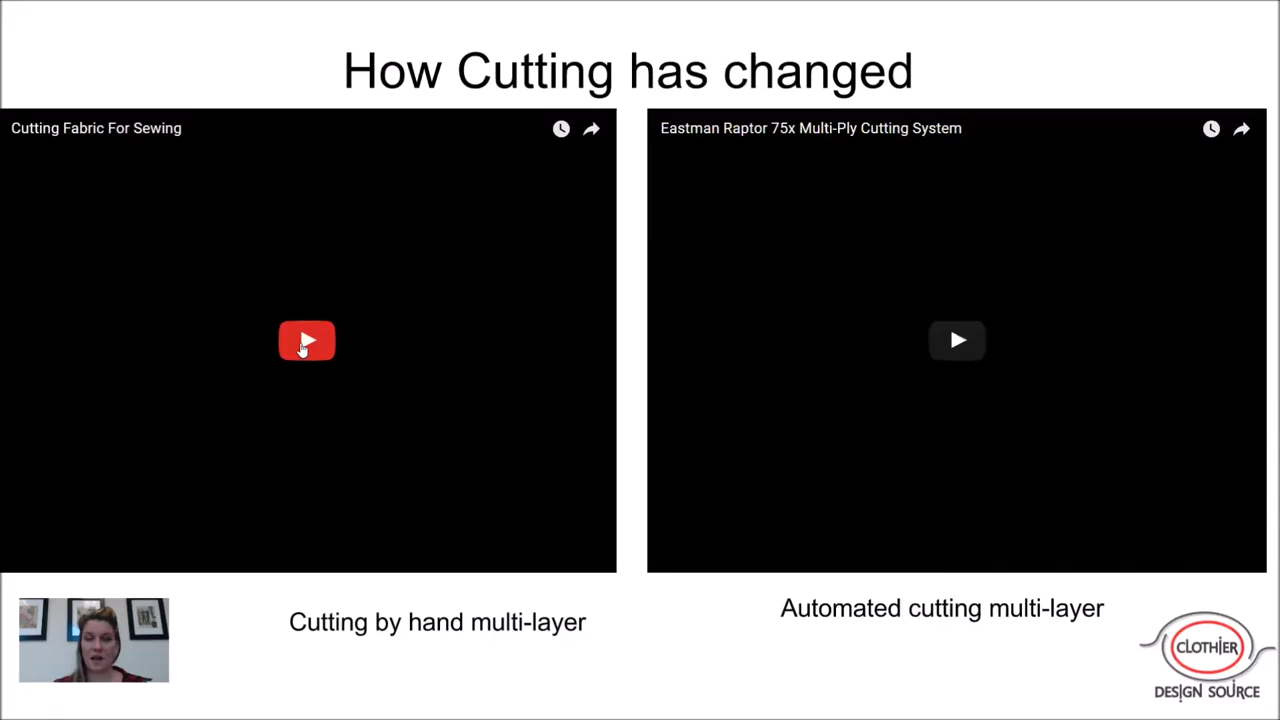 How Cutting has changed
Cutting Fabric For Sewing
Eastman Raptor 75x Multi-Ply Cutting System
Cutting by hand multi-layer
Automated cutting multi-layer
CLOTHIER
DESIGN SOURCE